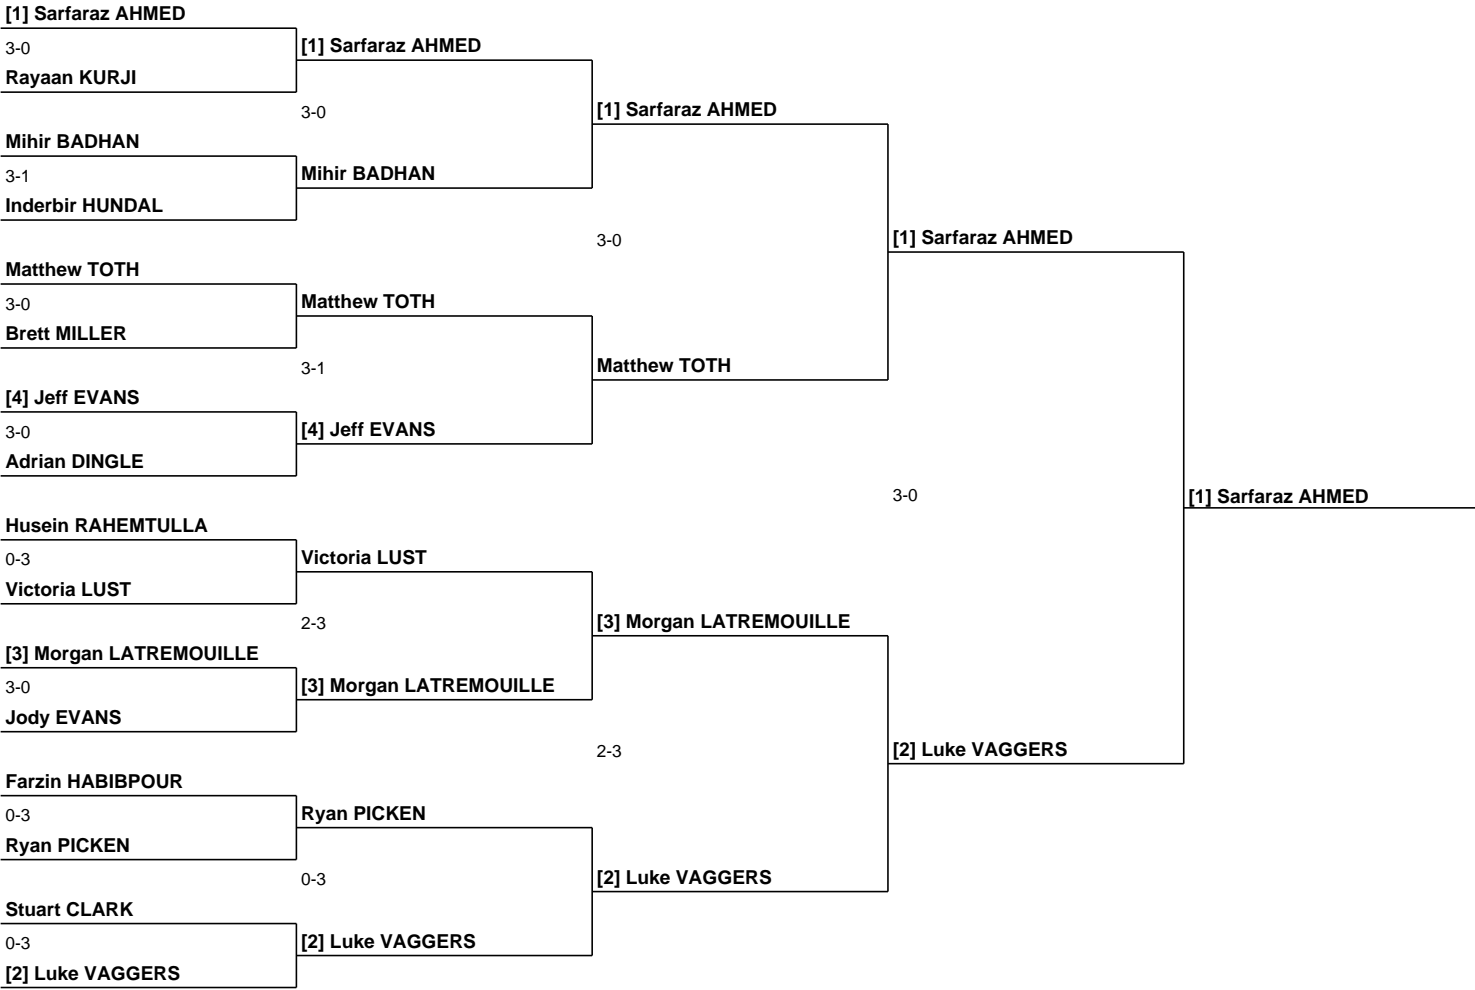 [1] Sarfaraz AHMED
3-0
Rayaan KURJI
Mihir BADHAN
3-1
Inderbir HUNDAL
Matthew TOTH
3-0
Brett MILLER
[4] Jeff EVANS
3-0
Adrian DINGLE
Husein RAHEMTULLA
0-3
Victoria LUST
[3] Morgan LATREMOUILLE
3-0
Jody EVANS
Farzin HABIBPOUR
0-3
Ryan PICKEN
Stuart CLARK
0-3
[2] Luke VAGGERS
[1] Sarfaraz AHMED
3-0
Mihir BADHAN
Matthew TOTH
3-1
[4] Jeff EVANS
Victoria LUST
2-3
[3] Morgan LATREMOUILLE
Ryan PICKEN
0-3
[2] Luke VAGGERS
[1] Sarfaraz AHMED
3-0
Matthew TOTH
[3] Morgan LATREMOUILLE
2-3
[2] Luke VAGGERS
[1] Sarfaraz AHMED
3-0
[2] Luke VAGGERS
[1] Sarfaraz AHMED